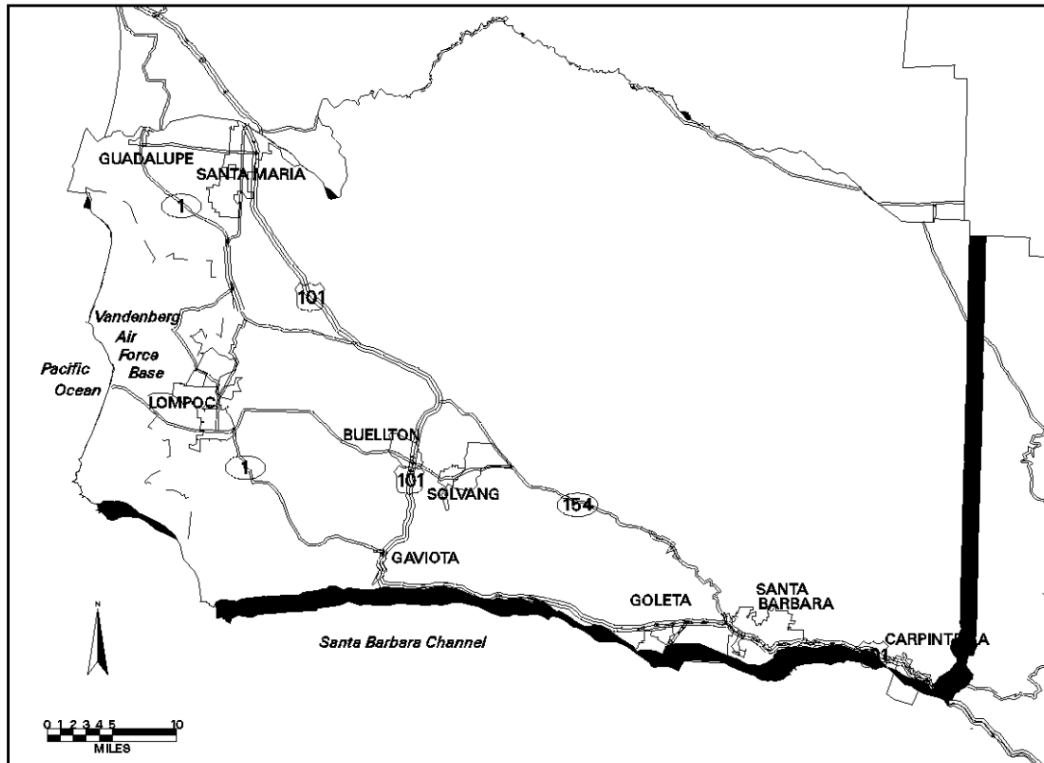 GUADALUPE
SANTA MARIA
1
101
Vandenberg
Air
Force
Base
Pacific
Ocean
LOMPOC
BUELLTON
1
101
SOLVANG
154
GAVIOTA
SANTA
BARBARA
GOLETA
CARPINTERIA
Santa Barbara Channel
N
0 1 2 3 4 5 10
MILES